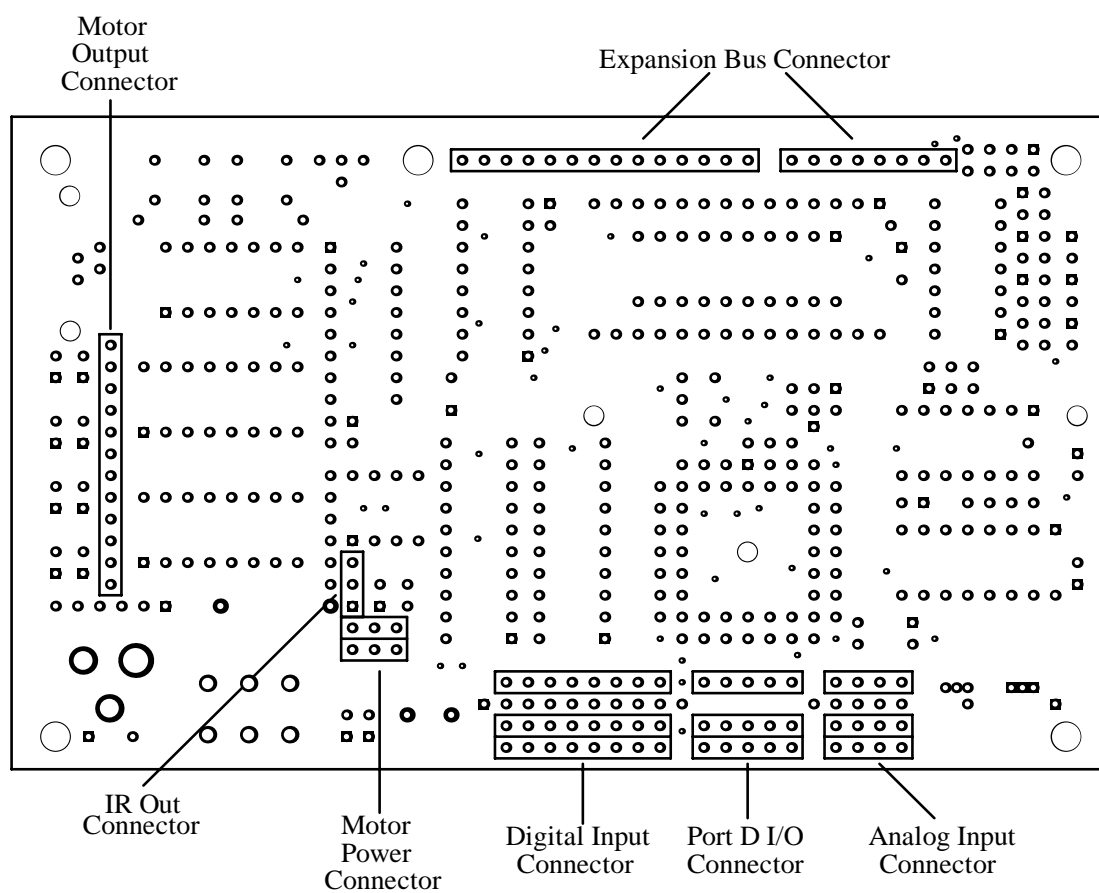 Motor
Output
Connector
Expansion Bus Connector
IR Out
Connector
Motor
Power
Connector
Digital Input
Connector
Port D I/O
Connector
Analog Input
Connector